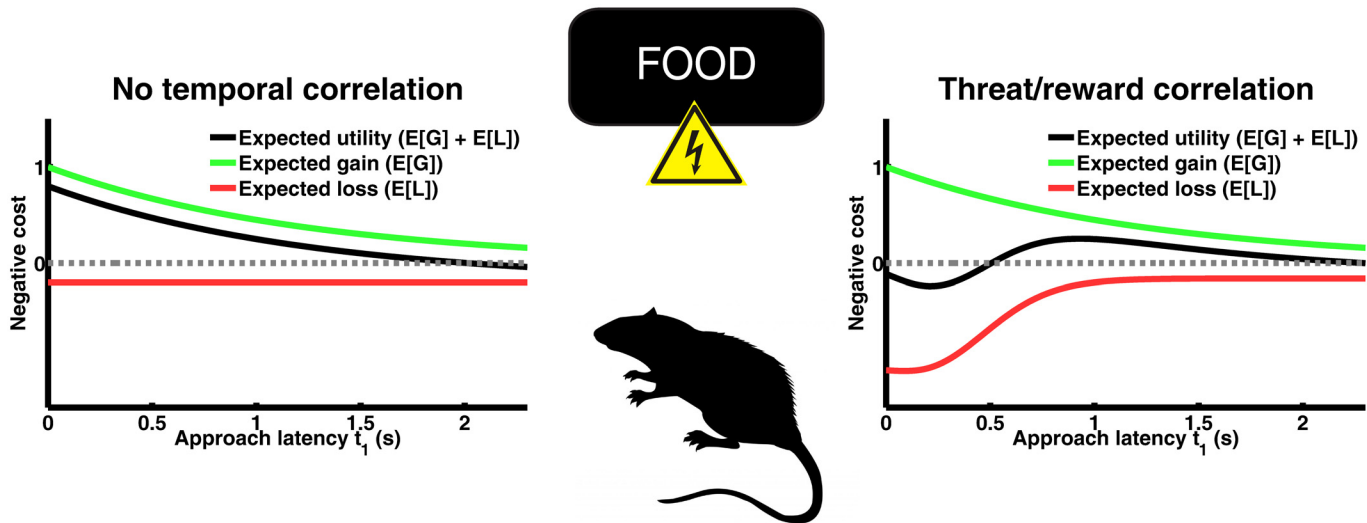 No temporal correlation
Expected utility (E[G] + E[L])
Expected gain (E[G])
Expected loss (E[L])
Negative cost
1
0
0
0.5
1
1.5
2
Approach latency t_1 (s)
FOOD
Threat/reward correlation
Expected utility (E[G] + E[L])
Expected gain (E[G])
Expected loss (E[L])
Negative cost
1
0
0
0.5
1
1.5
2
Approach latency t_1 (s)